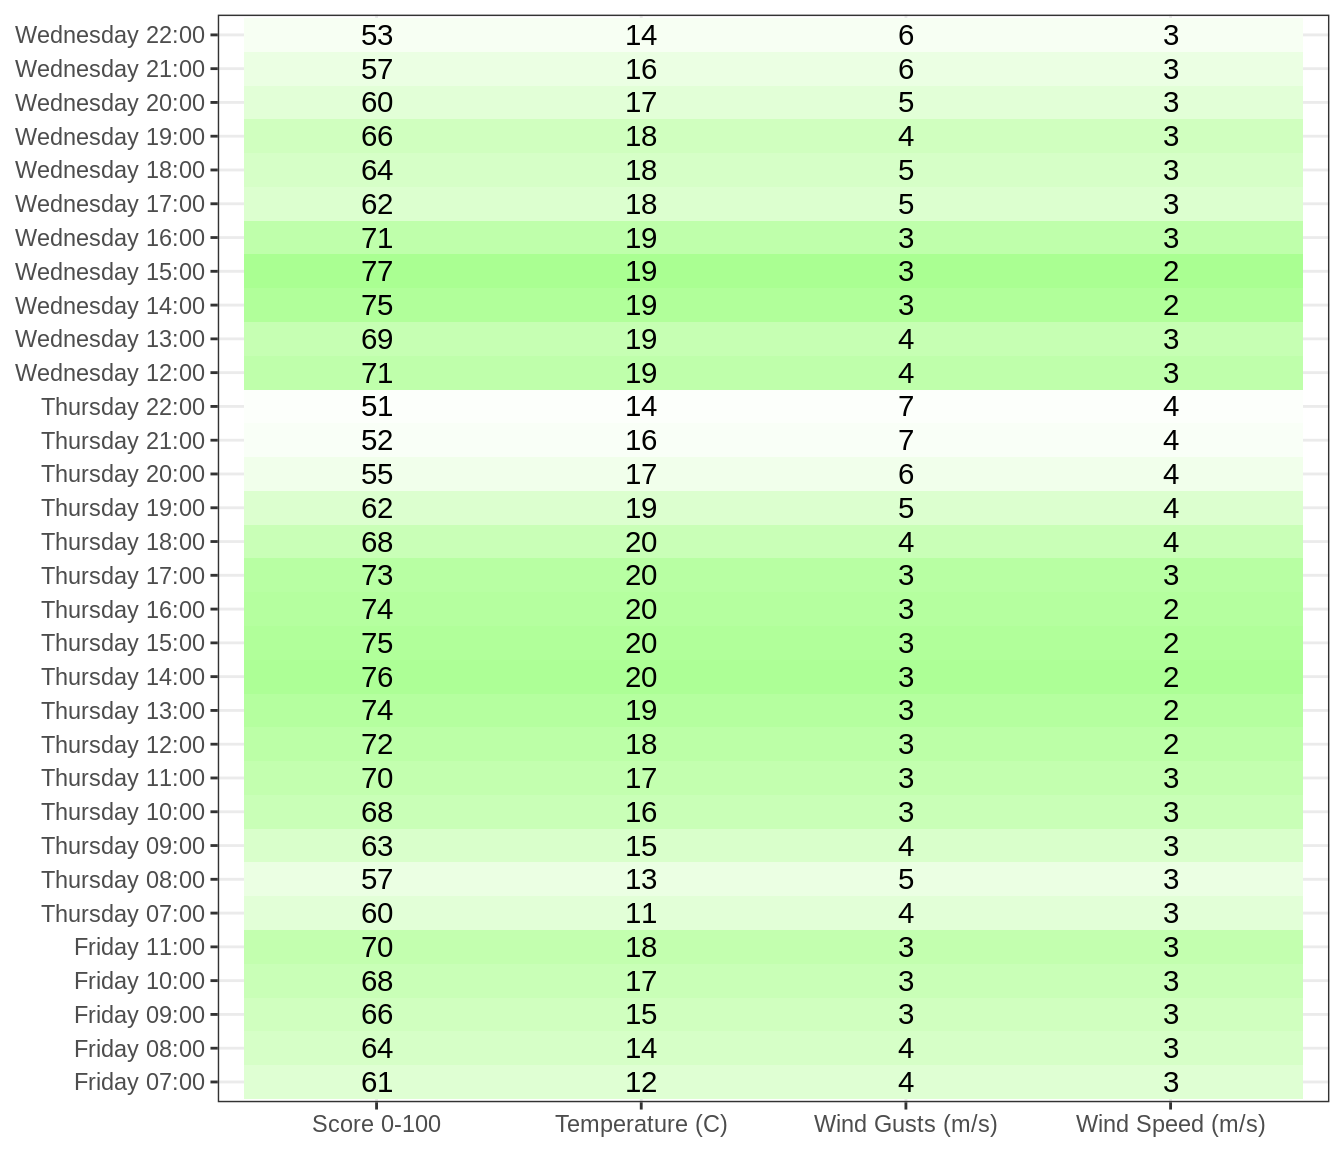 Wednesday 22:00 53 14 6 3
Wednesday 21:00 57 16 6 3
Wednesday 20:00 60 17 5 3
Wednesday 19:00 66 18 4 3
Wednesday 18:00 64 18 5 3
Wednesday 17:00 62 18 5 3
Wednesday 16:00 71 19 3 3
Wednesday 15:00 77 19 3 2
Wednesday 14:00 75 19 3 2
Wednesday 13:00 69 19 4 3
Wednesday 12:00 71 19 4 3
Thursday 22:00 51 14 7 4
Thursday 21:00 52 16 7 4
Thursday 20:00 55 17 6 4
Thursday 19:00 62 19 5 4
Thursday 18:00 68 20 4 4
Thursday 17:00 73 20 3 3
Thursday 16:00 74 20 3 2
Thursday 15:00 75 20 3 2
Thursday 14:00 76 20 3 2
Thursday 13:00 74 19 3 2
Thursday 12:00 72 18 3 2
Thursday 11:00 70 17 3 3
Thursday 10:00 68 16 3 3
Thursday 09:00 63 15 4 3
Thursday 08:00 57 13 5 3
Thursday 07:00 60 11 4 3
Friday 11:00 70 18 3 3
Friday 10:00 68 17 3 3
Friday 09:00 66 15 3 3
Friday 08:00 64 14 4 3
Friday 07:00 61 12 4 3
Score 0-100 Temperature (C) Wind Gusts (m/s) Wind Speed (m/s)